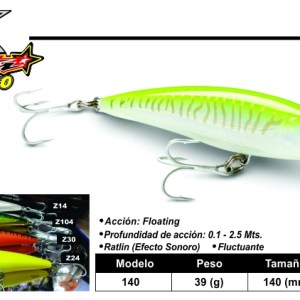 Z14
Z104
Z30
Z24
•Acción: Floating
•Profundidad de acción: 0.1 - 2.5 Mts.
•Ratlin (Efecto Sonoro) •Fluctuante
Modelo Peso Tamañ
140 39 (g) 140 (m